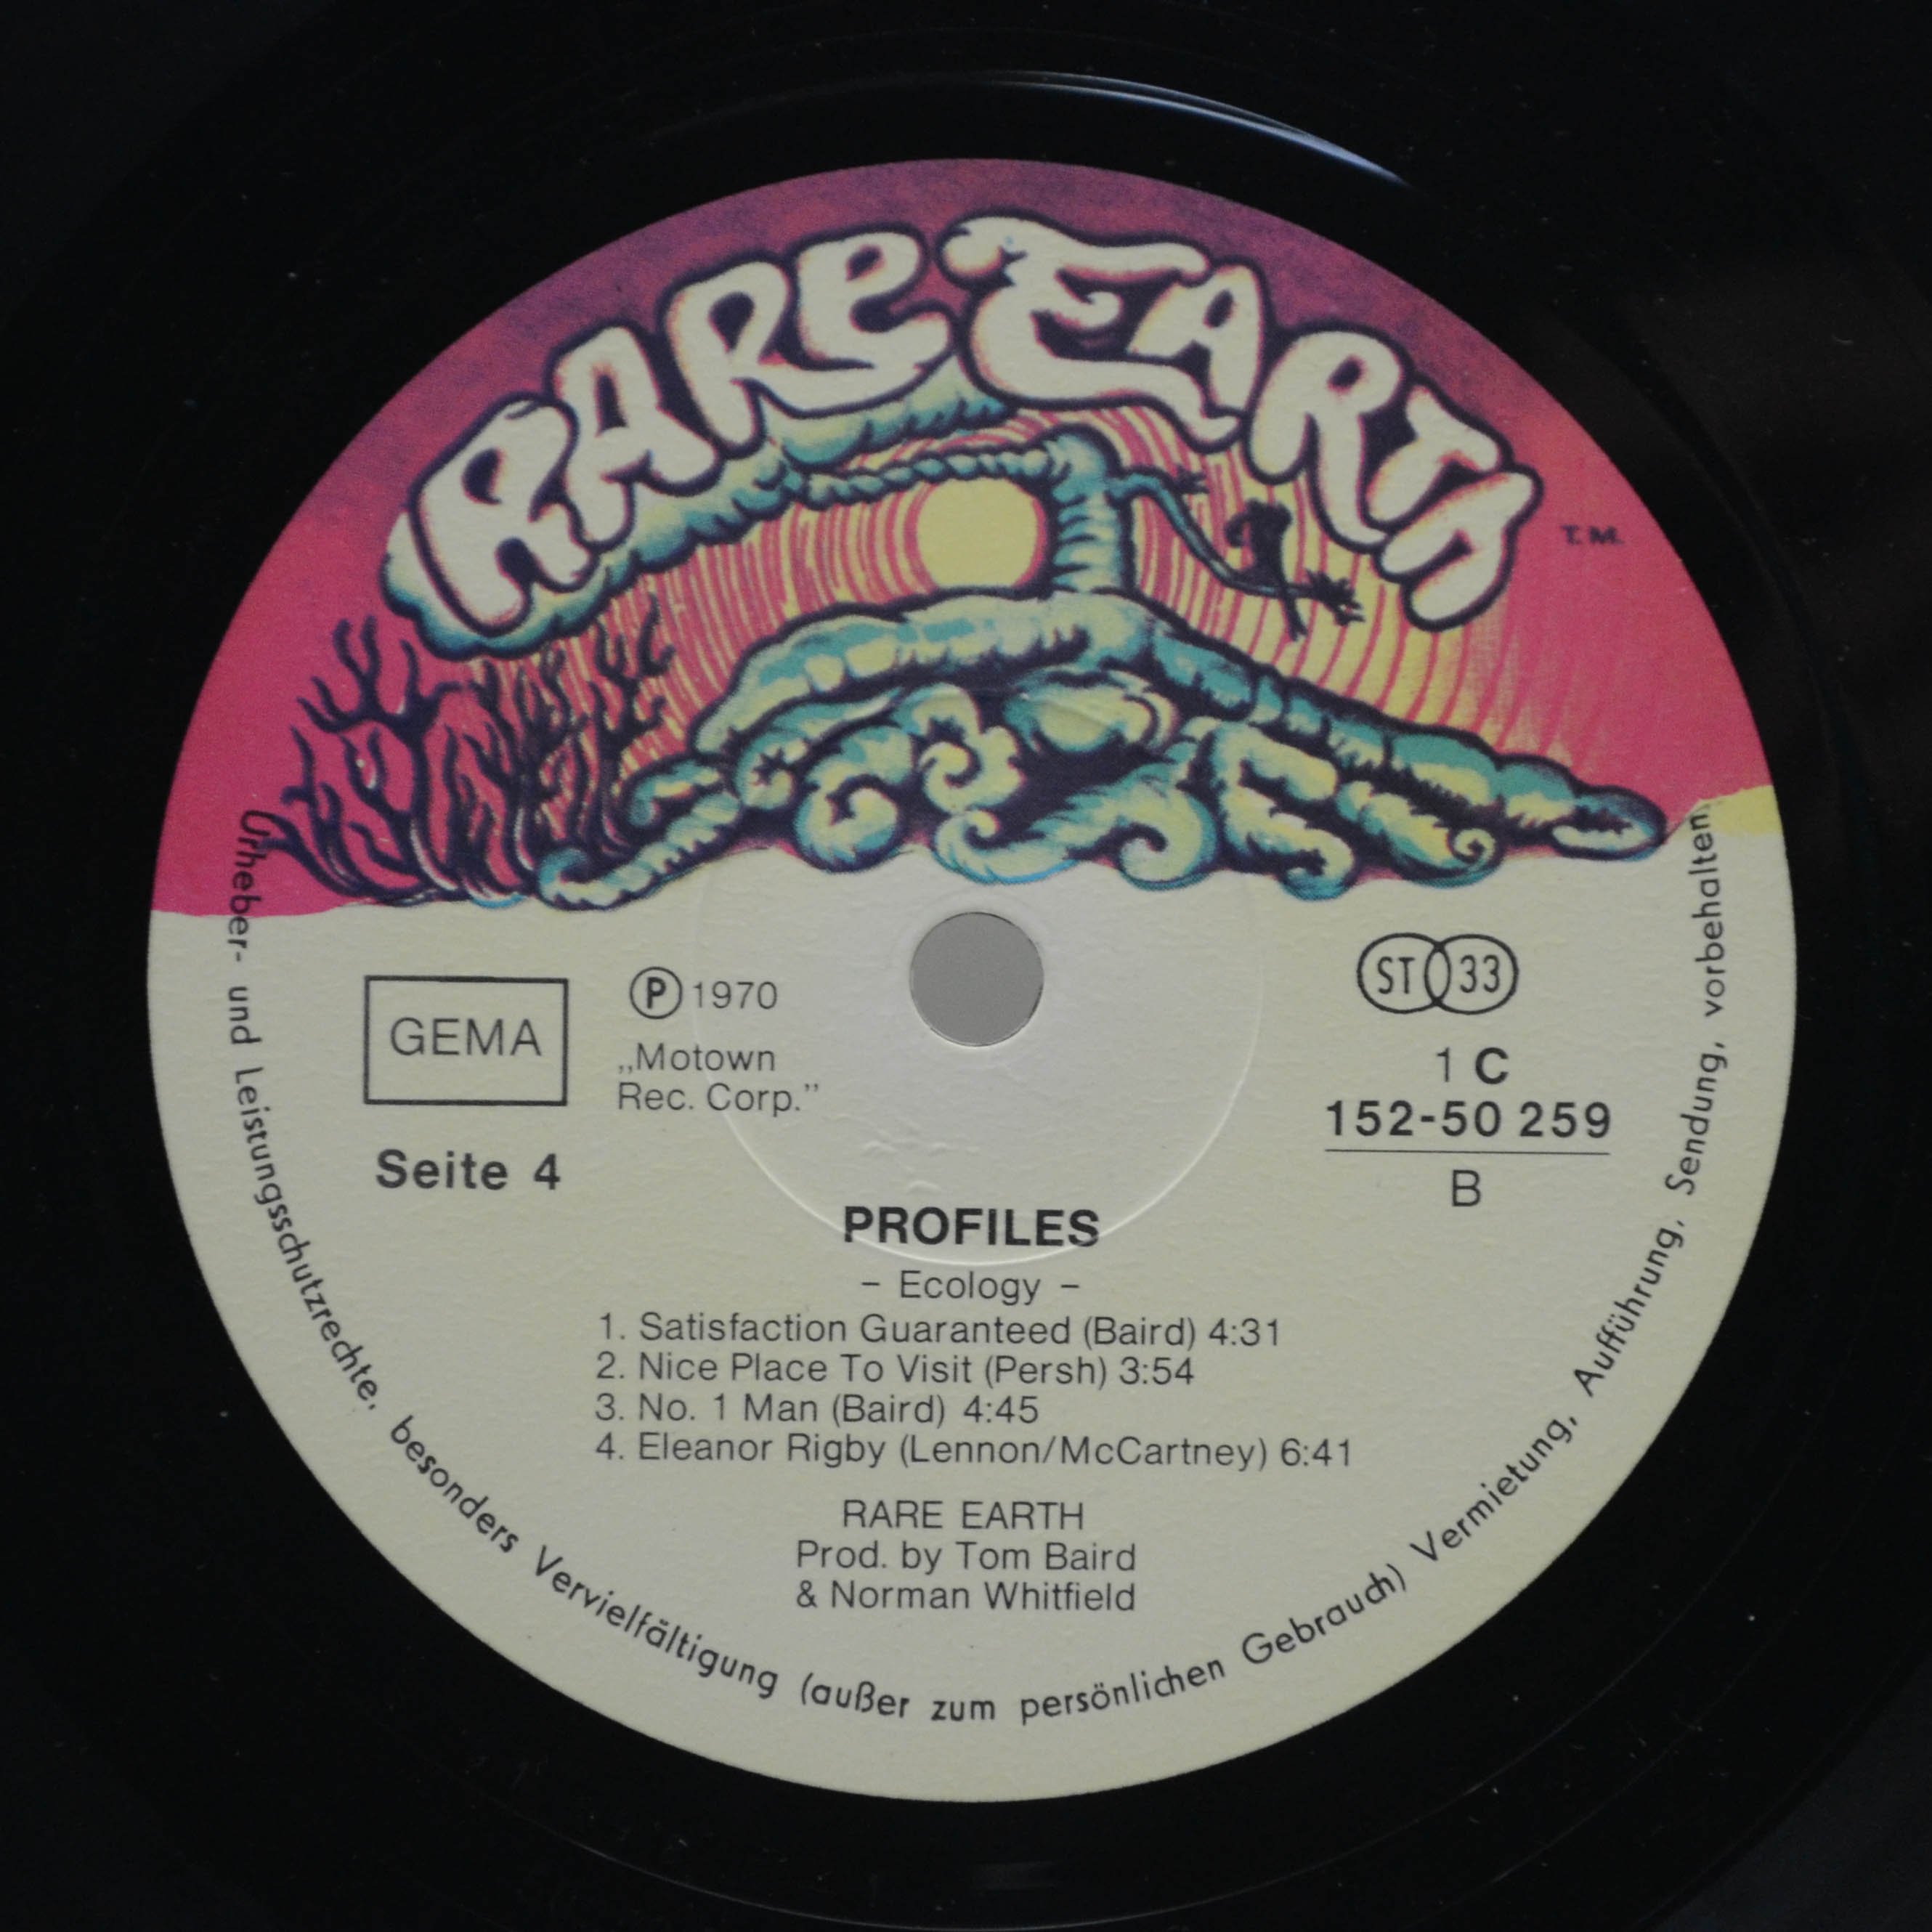 RARE EARTH
T.M.
GEMA
Ⓟ 1970
„Motown
Rec. Corp.”
Seite 4
ST 33
1 C
152-50 259
B
PROFILES
– Ecology –
1. Satisfaction Guaranteed (Baird) 4:31
2. Nice Place To Visit (Persh) 3:54
3. No. 1 Man (Baird) 4:45
4. Eleanor Rigby (Lennon/McCartney) 6:41
RARE EARTH
Prod. by Tom Baird
& Norman Whitfield
Urheber- und Leistungsschutzrechte, besonders Vervielfältigung (außer zum persönlichen Gebrauch) Vermietung, Aufführung, Sendung, vorbehalten